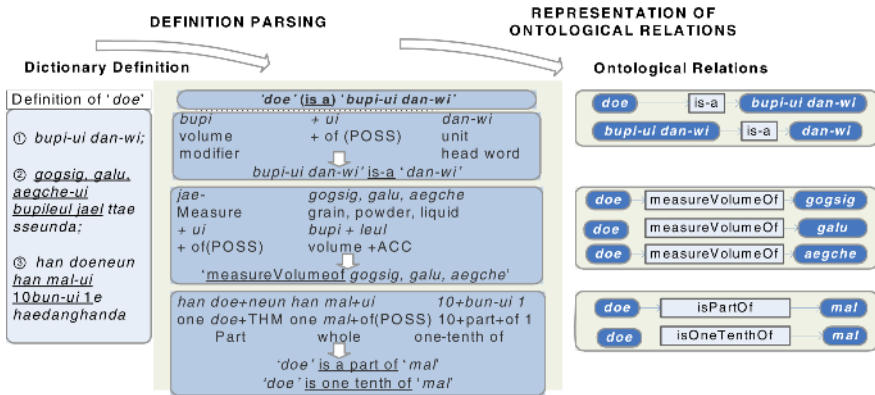 DEFINITION PARSING
REPRESENTATION OF
ONTOLOGICAL RELATIONS
Dictionary Definition
Ontological Relations
Definition of 'doe'
① bupi-ui dan-wi;
② gogsig, galu,
aegche-ui
bupileul jael ttae
sseunda;
③ han doeneun
han mal-ui
10bun-ui 1e
haedanghanda
'doe' (is a) 'bupi-ui dan-wi'
bupi + ui dan-wi
volume + of (POSS) unit
modifier head word
bupi-ui dan-wi' is-a 'dan-wi'
jae- gogsig, galu, aegche
Measure grain, powder, liquid
+ ui bupi + leul
+ of(POSS) volume +ACC
'measureVolumeof gogsig, galu, aegche'
han doe+neun han mal+ui 10+bun-ui 1
one doe+THM one mal+of(POSS) 10+part+of 1
Part whole one-tenth of
'doe' is a part of 'mal'
'doe' is one tenth of 'mal'
doe is-a bupi-ui dan-wi
bupi-ui dan-wi is-a dan-wi
doe measureVolumeOf gogsig
doe measureVolumeOf galu
doe measureVolumeOf aegche
doe isPartOf mal
doe isOneTenthOf mal